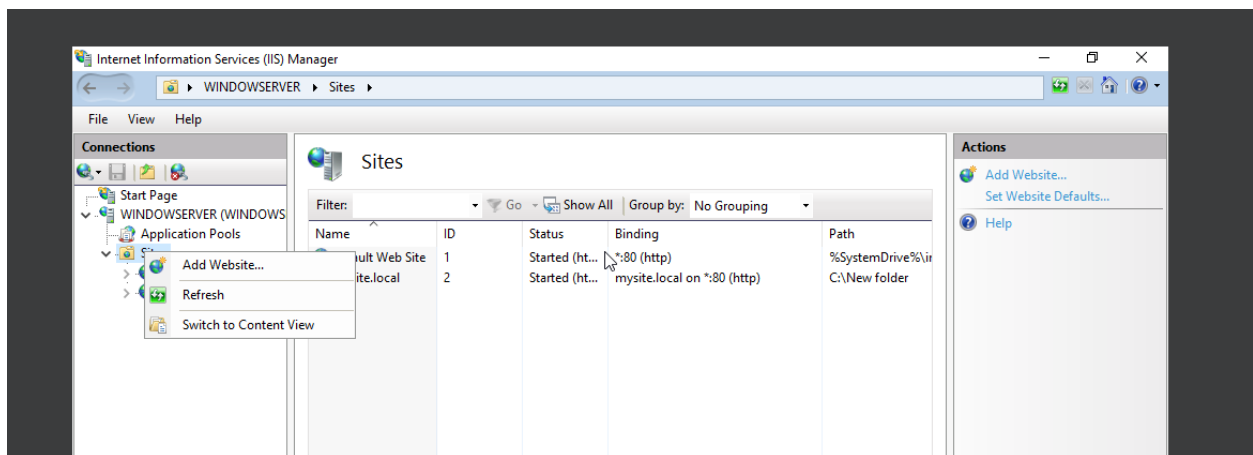 Internet Information Services (IIS) Manager
WINDOWSERVER Sites
File View Help
Connections
Start Page
WINDOWSERVER (WINDOWS
Application Pools
Add Website...
Refresh
Switch to Content View
Sites
Filter: Go Show All Group by: No Grouping
Name ID Status Binding Path
ault Web Site 1 Started (ht... *:80 (http) %SystemDrive%\in
ite.local 2 Started (ht... mysite.local on *:80 (http) C:\New folder
Actions
Add Website...
Set Website Defaults...
Help